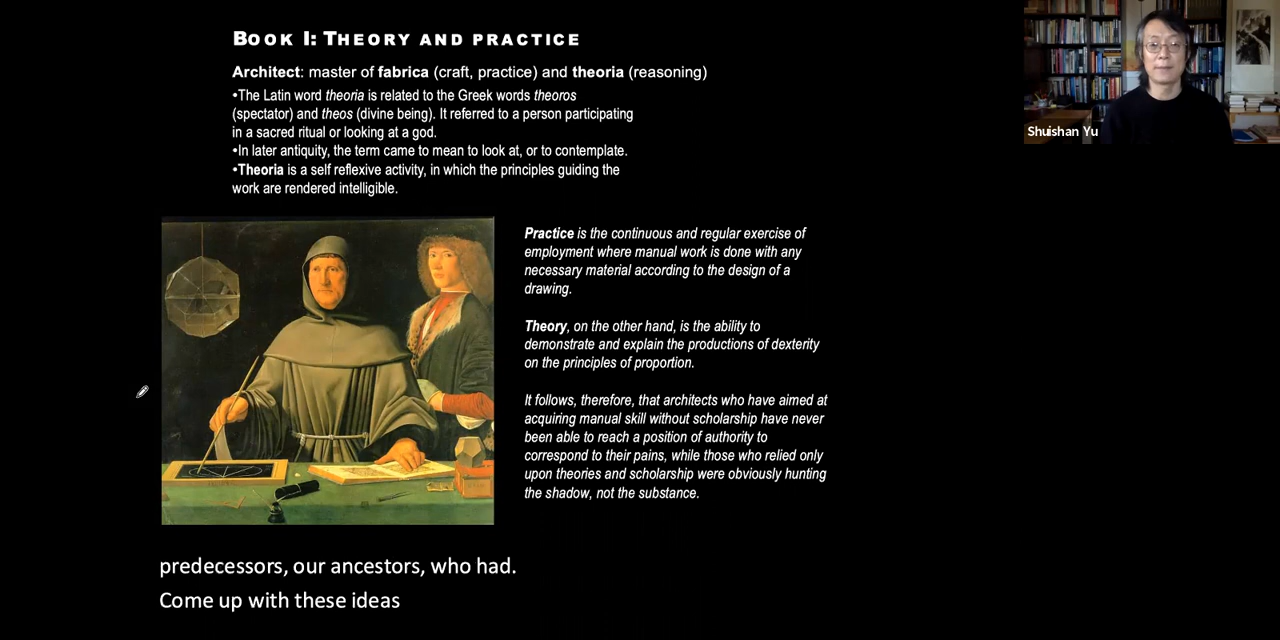 BOOK I: THEORY AND PRACTICE
Architect: master of fabrica (craft, practice) and theoria (reasoning)
•The Latin word theoria is related to the Greek words theoros
(spectator) and theos (divine being). It referred to a person participating
in a sacred ritual or looking at a god.
•In later antiquity, the term came to mean to look at, or to contemplate.
•Theoria is a self reflexive activity, in which the principles guiding the
work are rendered intelligible.
Practice is the continuous and regular exercise of
employment where manual work is done with any
necessary material according to the design of a
drawing.
Theory, on the other hand, is the ability to
demonstrate and explain the productions of dexterity
on the principles of proportion.
It follows, therefore, that architects who have aimed at
acquiring manual skill without scholarship have never
been able to reach a position of authority to
correspond to their pains, while those who relied only
upon theories and scholarship were obviously hunting
the shadow, not the substance.
predecessors, our ancestors, who had.
Come up with these ideas
Shuishan Yu